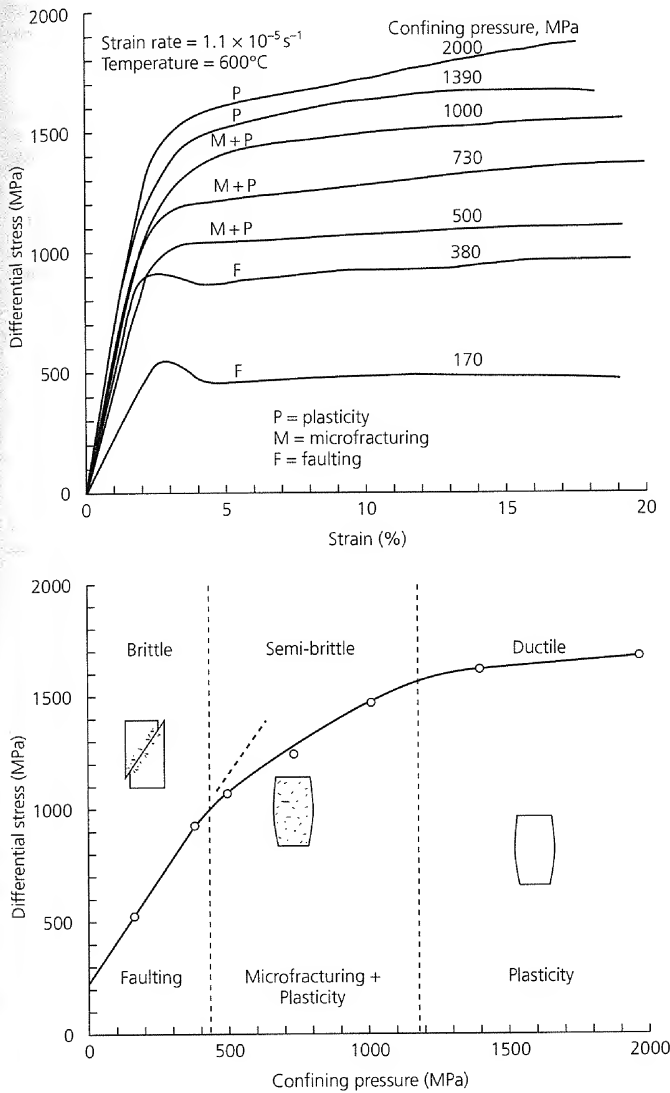 2000
1500
1000
500
0
Differential stress (MPa)
Strain rate = 1.1 × 10⁻⁵ s⁻¹
Temperature = 600°C
Confining pressure, MPa
2000
1390
1000
730
500
380
170
P
P
M + P
M + P
M + P
F
F
P = plasticity
M = microfracturing
F = faulting
0
5
10
15
20
Strain (%)
2000
1500
1000
500
0
Differential stress (MPa)
Brittle
Semi-brittle
Ductile
Faulting
Microfracturing +
Plasticity
Plasticity
0
500
1000
1500
2000
Confining pressure (MPa)